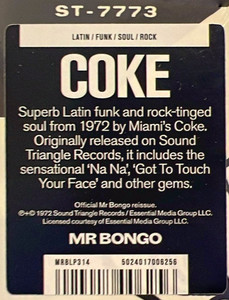 ST-7773
LATIN / FUNK / SOUL / ROCK
COKE
Superb Latin funk and rock-tinged
soul from 1972 by Miami's Coke.
Originally released on Sound
Triangle Records, it includes the
sensational 'Na Na', 'Got To Touch
Your Face' and other gems.
Official Mr Bongo reissue.
℗+© 1972 Sound Triangle Records / Essential Media Group LLC.
Licensed courtesy of Essential Media Group LLC.
MR BONGO
MRBLP314 5024017006256